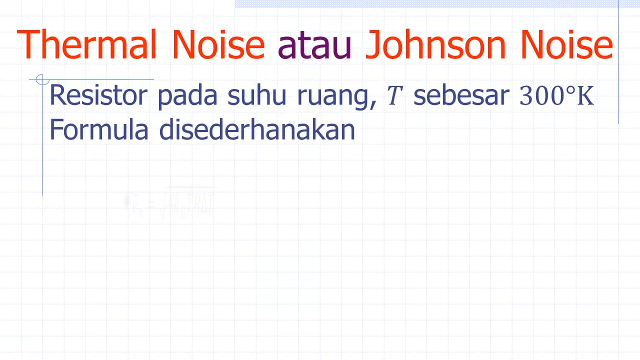 Thermal Noise atau Johnson Noise
Resistor pada suhu ruang, T sebesar 300°K
Formula disederhanakan